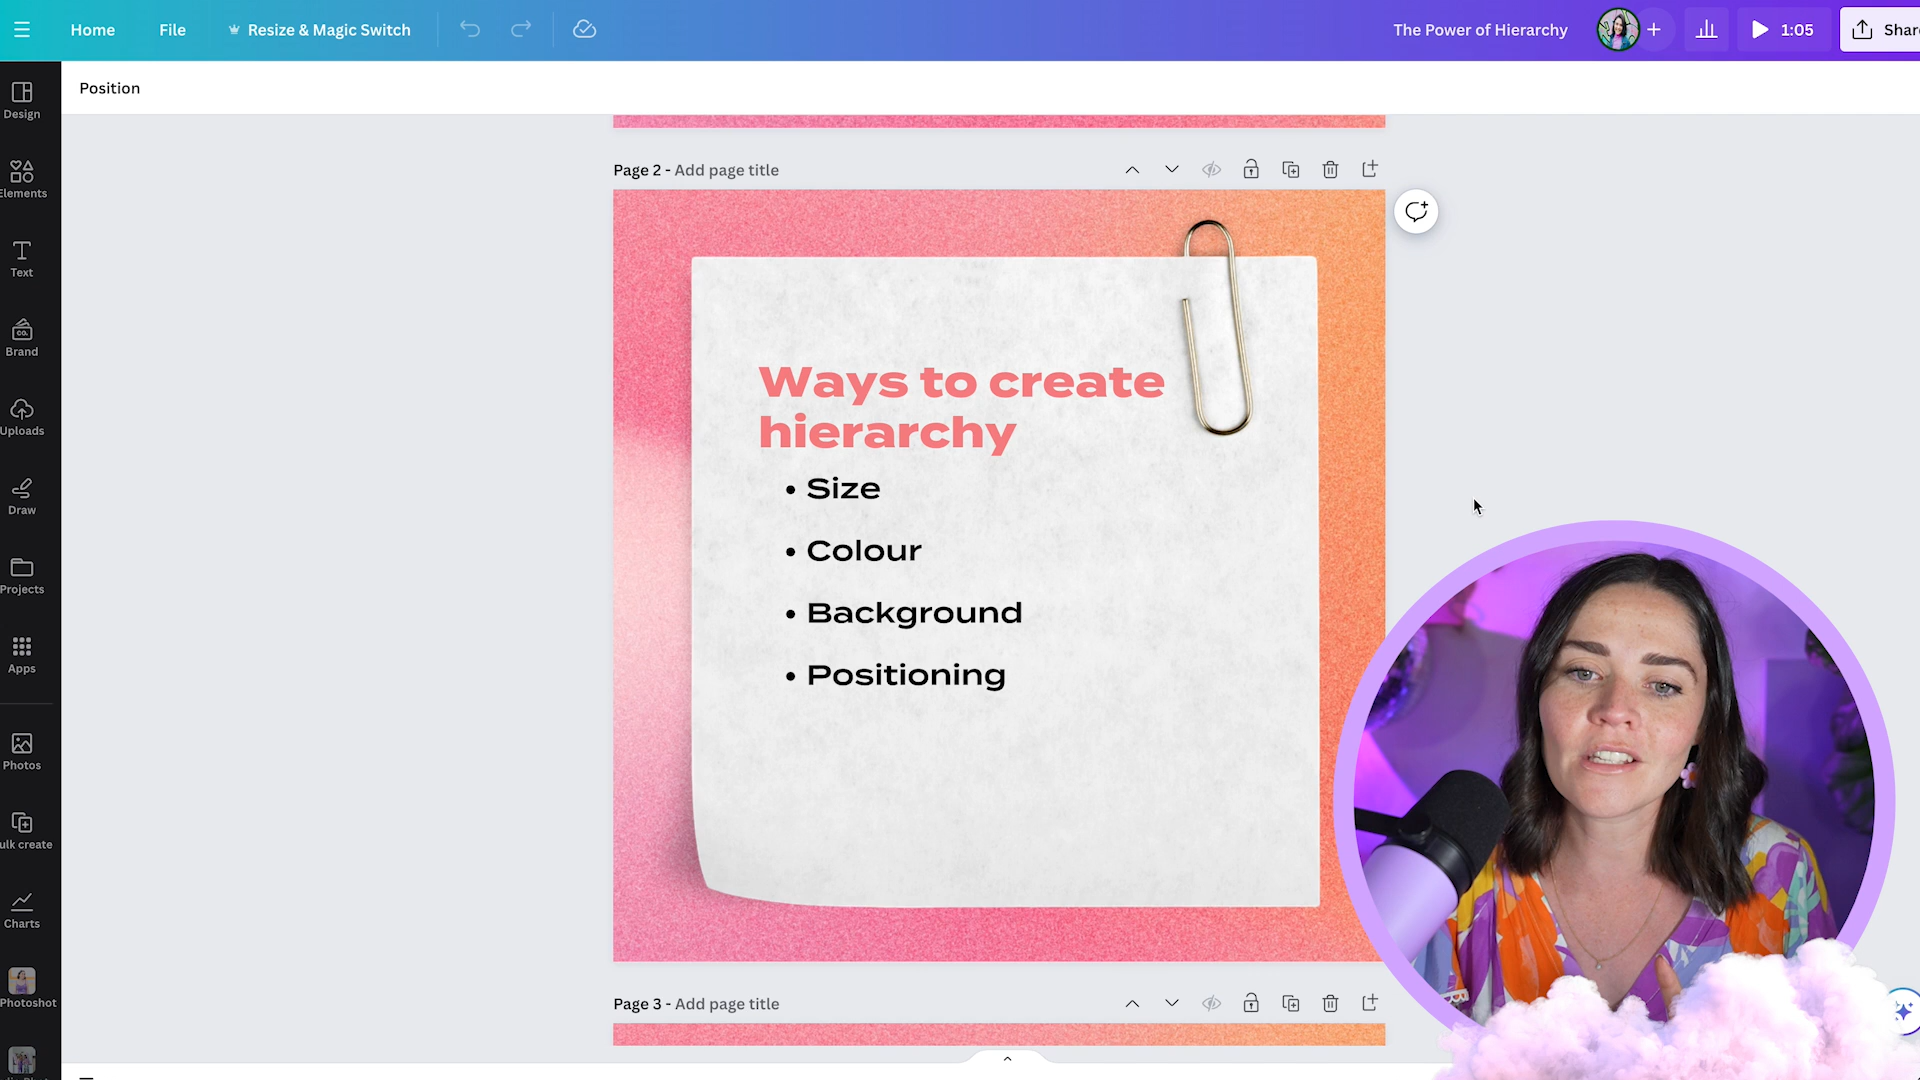 Home
File
Resize & Magic Switch
The Power of Hierarchy
1:05
Shar
Position
Design
Elements
Text
Brand
CO.
Uploads
Draw
Projects
Apps
Photos
ulk create
Charts
Photoshot
Page 2 - Add page title
Ways to create
hierarchy
• Size
• Colour
• Background
• Positioning
Page 3 - Add page title